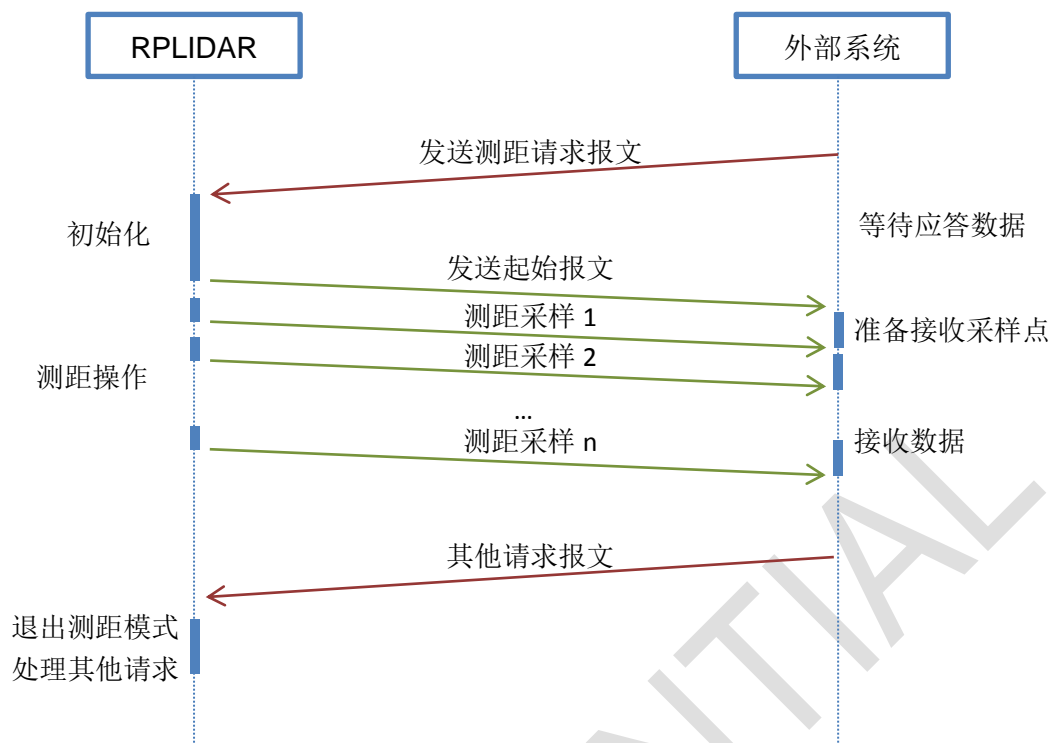 RPLIDAR
外部系统
发送测距请求报文
初始化
等待应答数据
发送起始报文
测距采样 1
准备接收采样点
测距采样 2
测距操作
...
测距采样 n
接收数据
其他请求报文
退出测距模式
处理其他请求
NTIAL